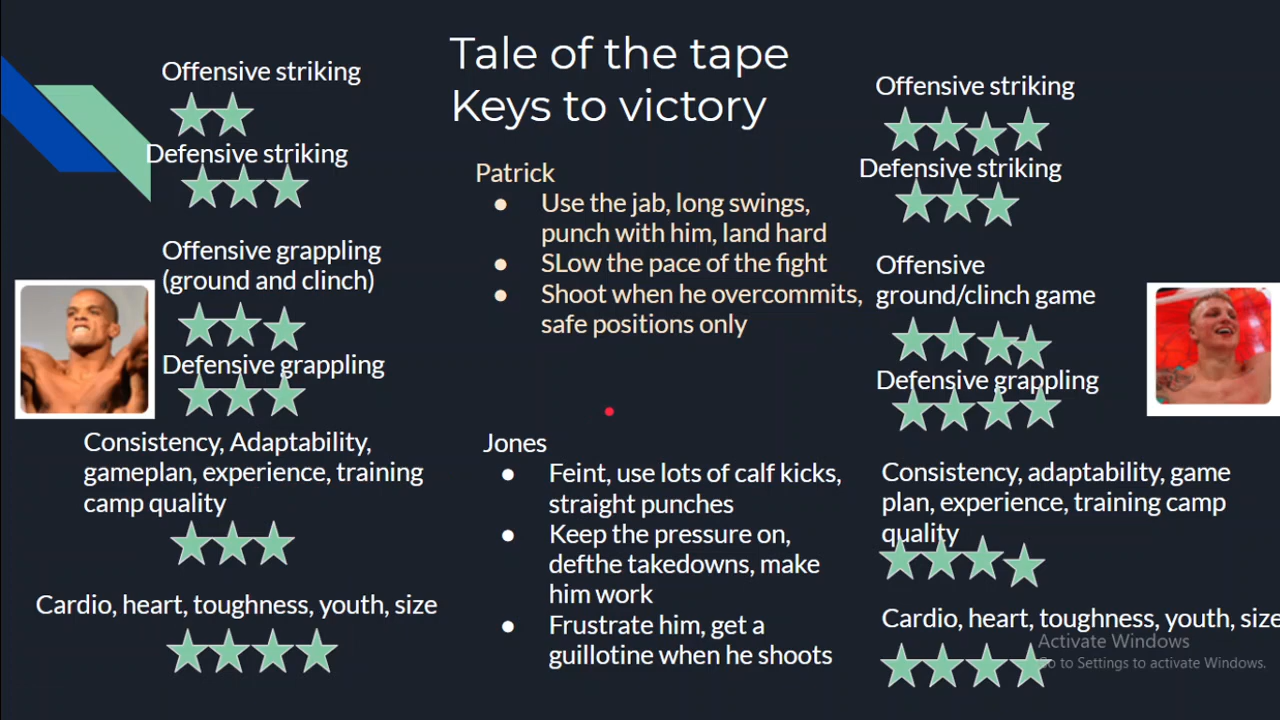 Tale of the tape
Keys to victory
Offensive striking
Defensive striking
Offensive grappling
(ground and clinch)
Defensive grappling
Consistency, Adaptability,
gameplan, experience, training
camp quality
Cardio, heart, toughness, youth, size
Patrick
● Use the jab, long swings,
punch with him, land hard
● SLow the pace of the fight
● Shoot when he overcommits,
safe positions only
Jones
● Feint, use lots of calf kicks,
straight punches
● Keep the pressure on,
defthe takedowns, make
him work
● Frustrate him, get a
guillotine when he shoots
Offensive striking
Defensive striking
Offensive
ground/clinch game
Defensive grappling
Consistency, adaptability, game
plan, experience, training camp
quality
Cardio, heart, toughness, youth, size
Activate Windows
Go to Settings to activate Windows.